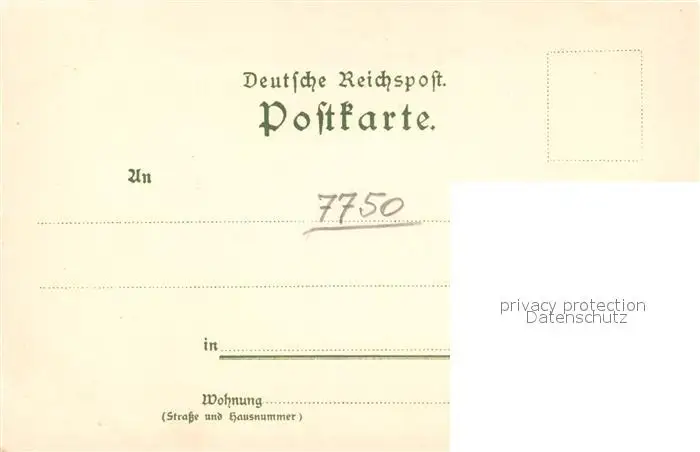 Deutsche Reichspost.
Postkarte.
An
7750
privacy protection
Datenschutz
in
Wohnung
(Straße und Hausnummer)